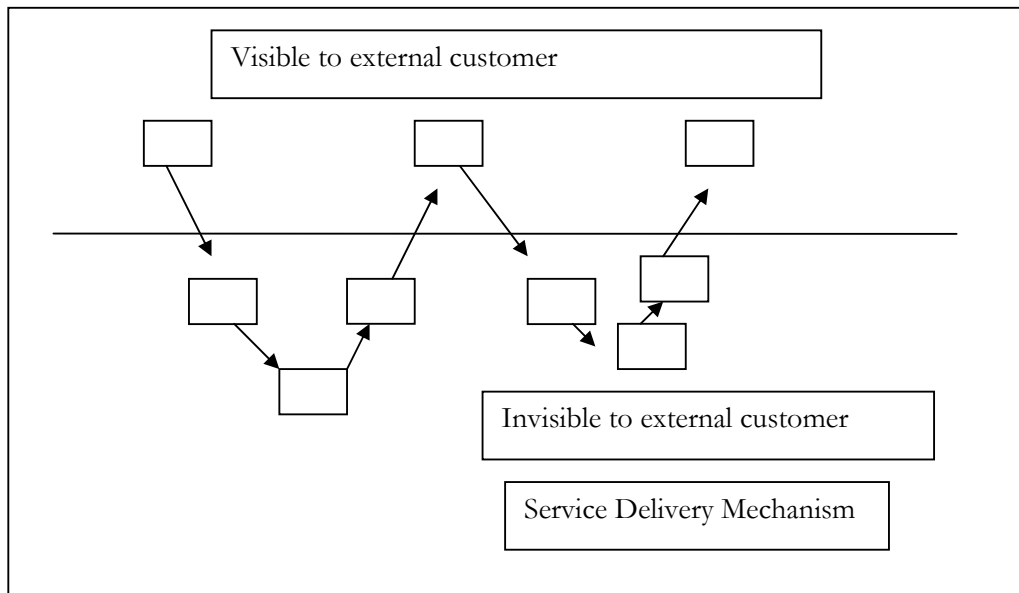 Visible to external customer
Invisible to external customer
Service Delivery Mechanism